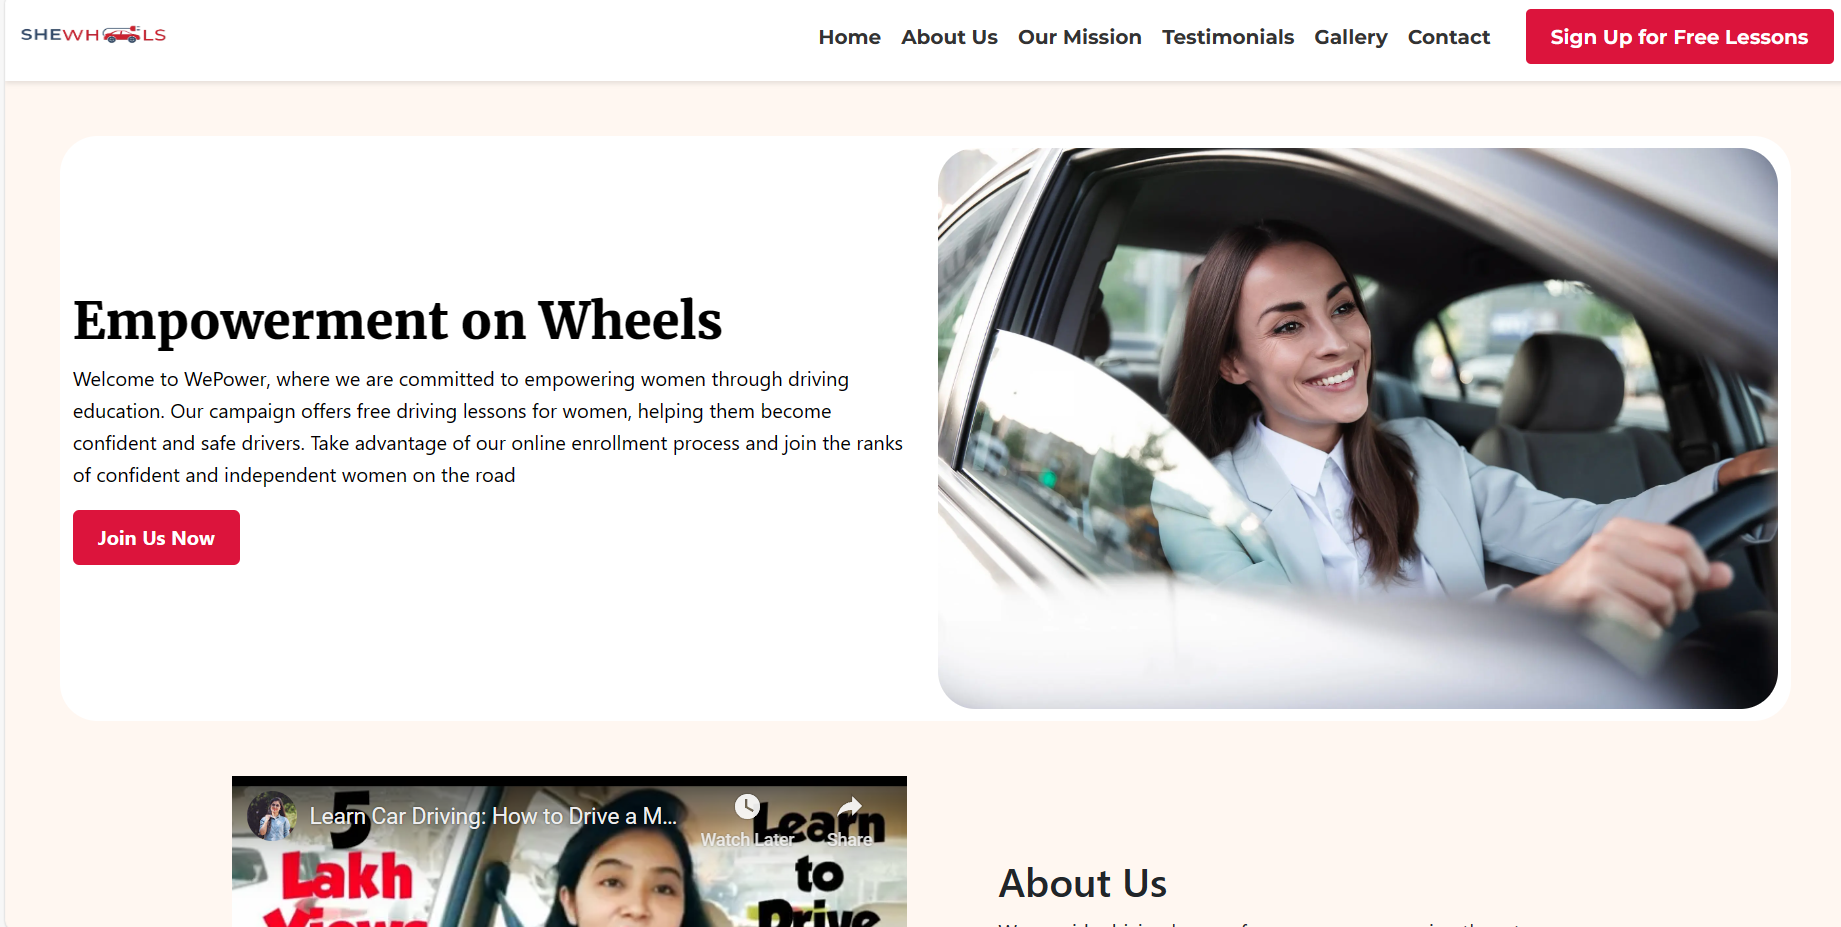 SHEWHEELS
Home About Us Our Mission Testimonials Gallery Contact Sign Up for Free Lessons
Empowerment on Wheels
Welcome to WePower, where we are committed to empowering women through driving
education. Our campaign offers free driving lessons for women, helping them become
confident and safe drivers. Take advantage of our online enrollment process and join the ranks
of confident and independent women on the road
Join Us Now
Learn Car Driving: How to Drive a M...
Watch Later
Share
5
Lakh
Views
Learn
to
Drive
About Us